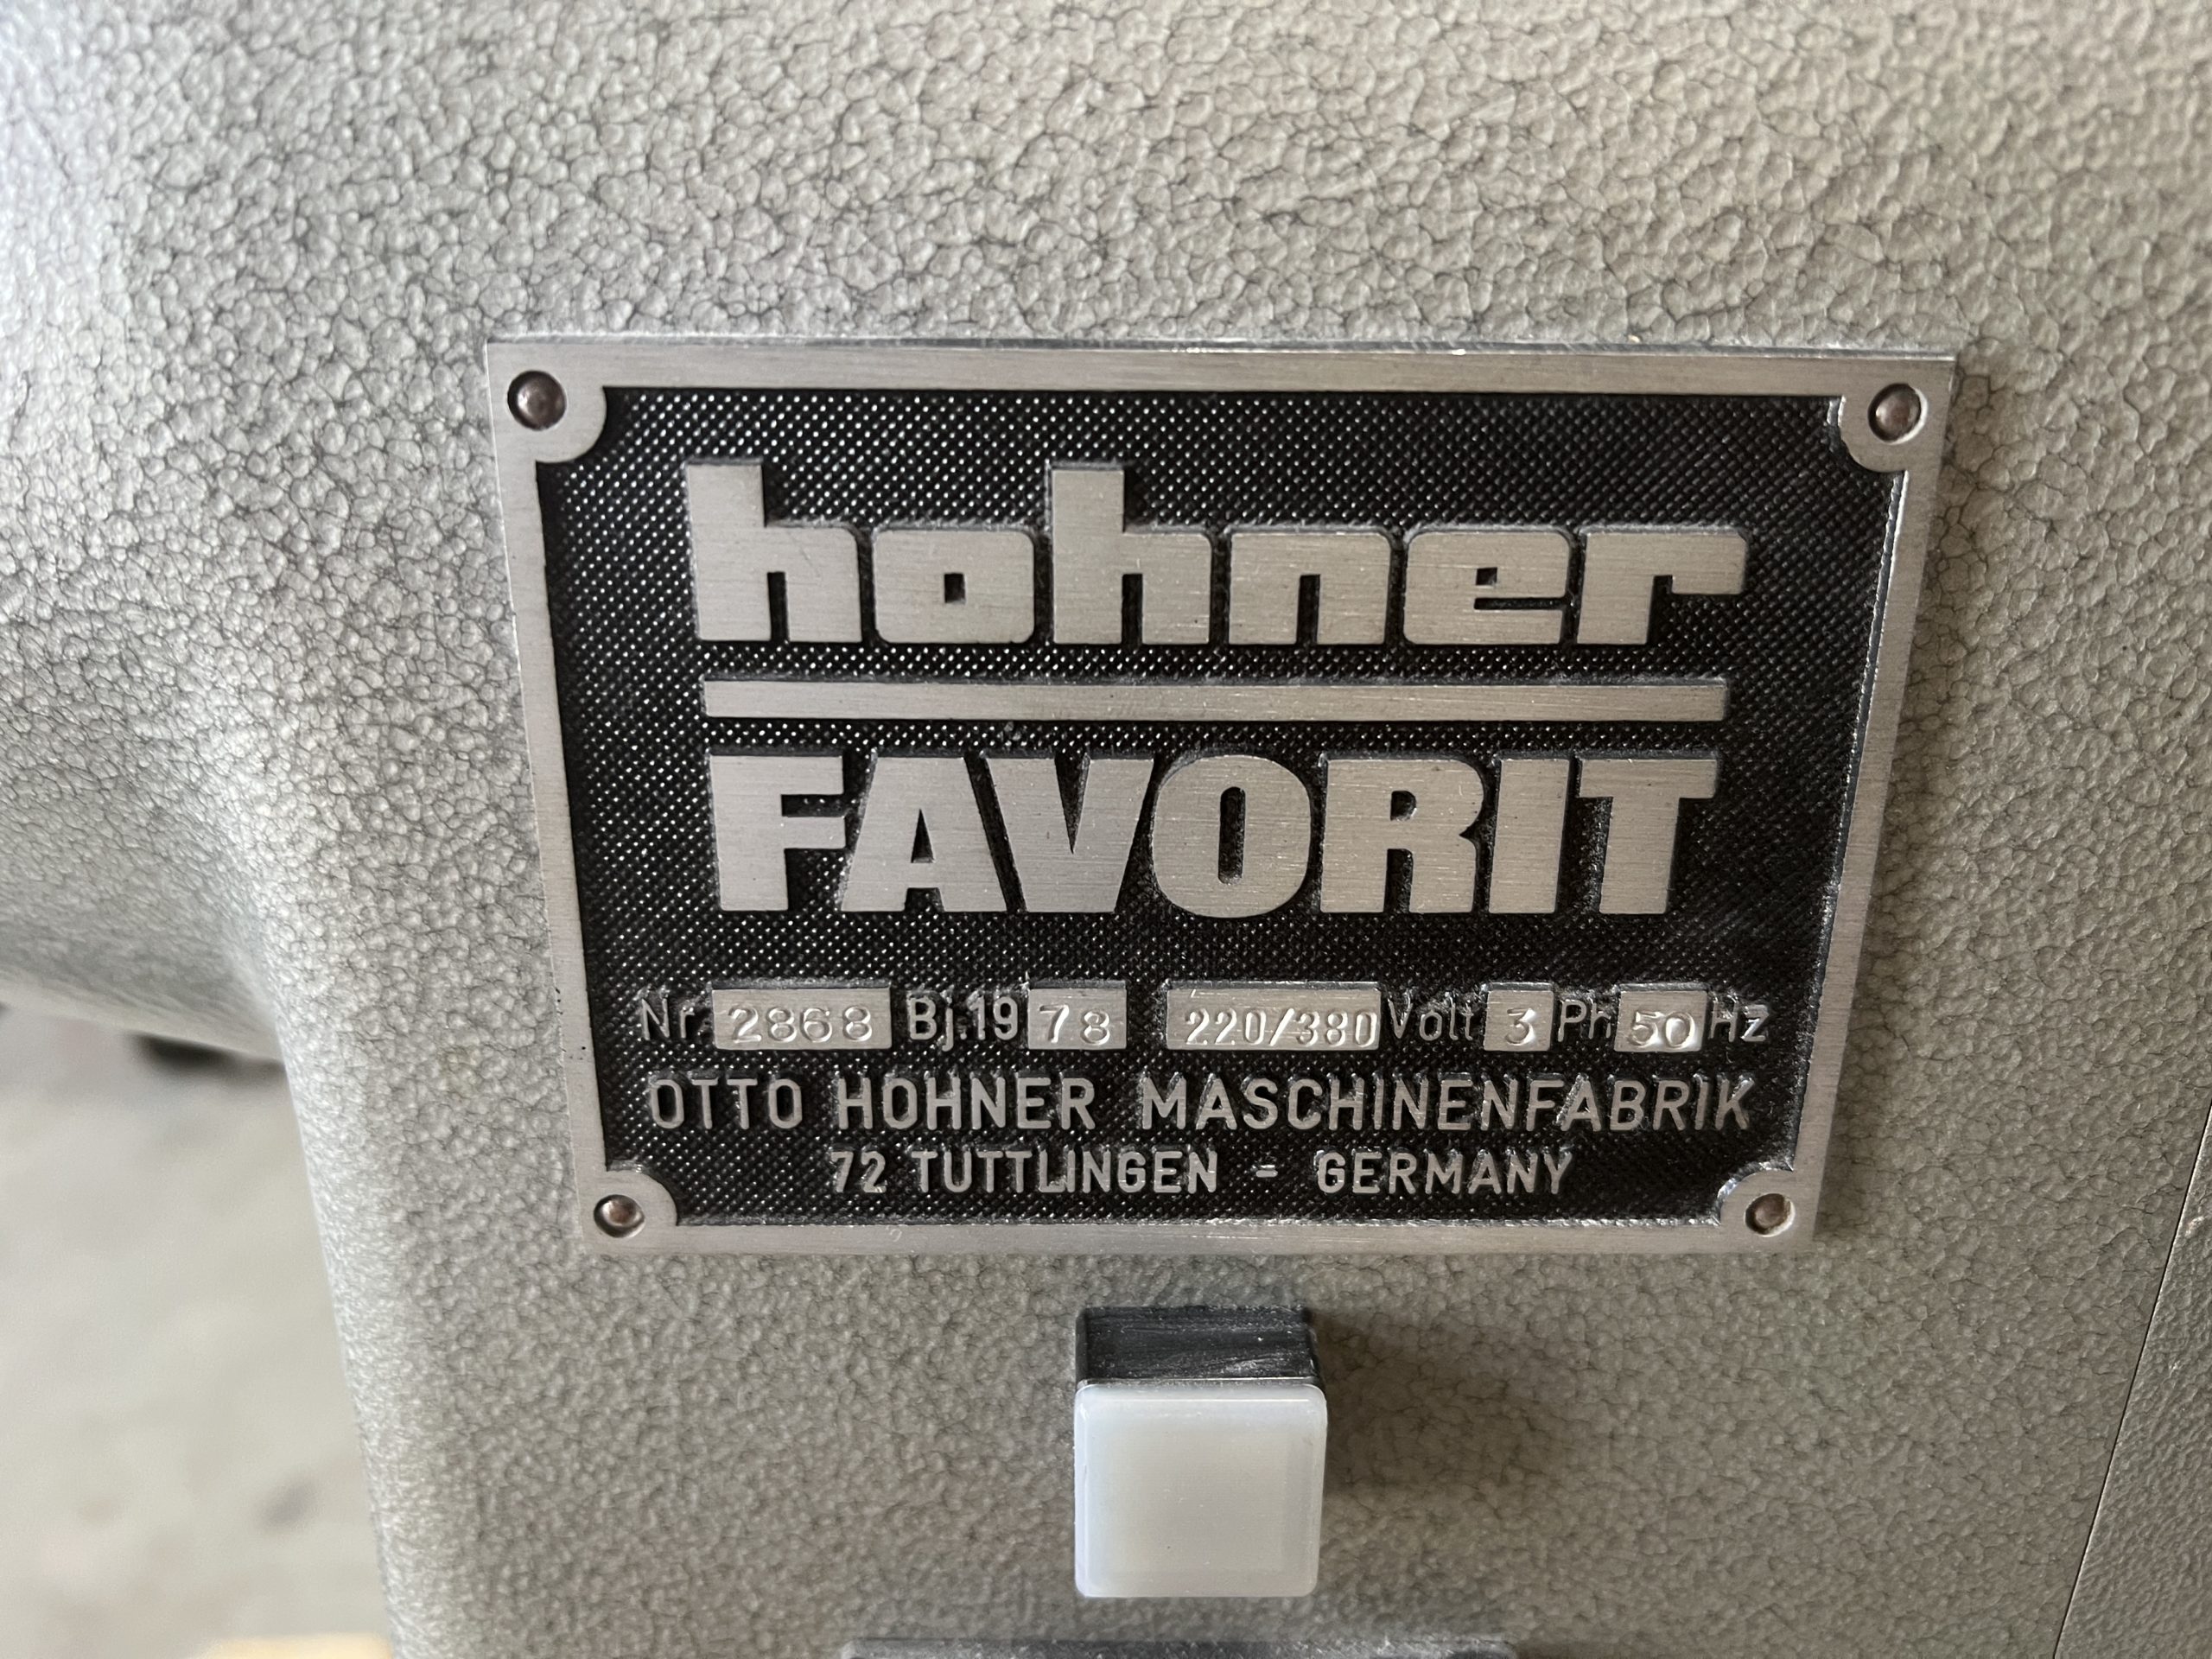 hohner
FAVORIT
Nr. 2868 Bj.1978 220/380 Volt 3 Ph 50 Hz
OTTO HOHNER MASCHINENFABRIK
72 TUTTLINGEN - GERMANY